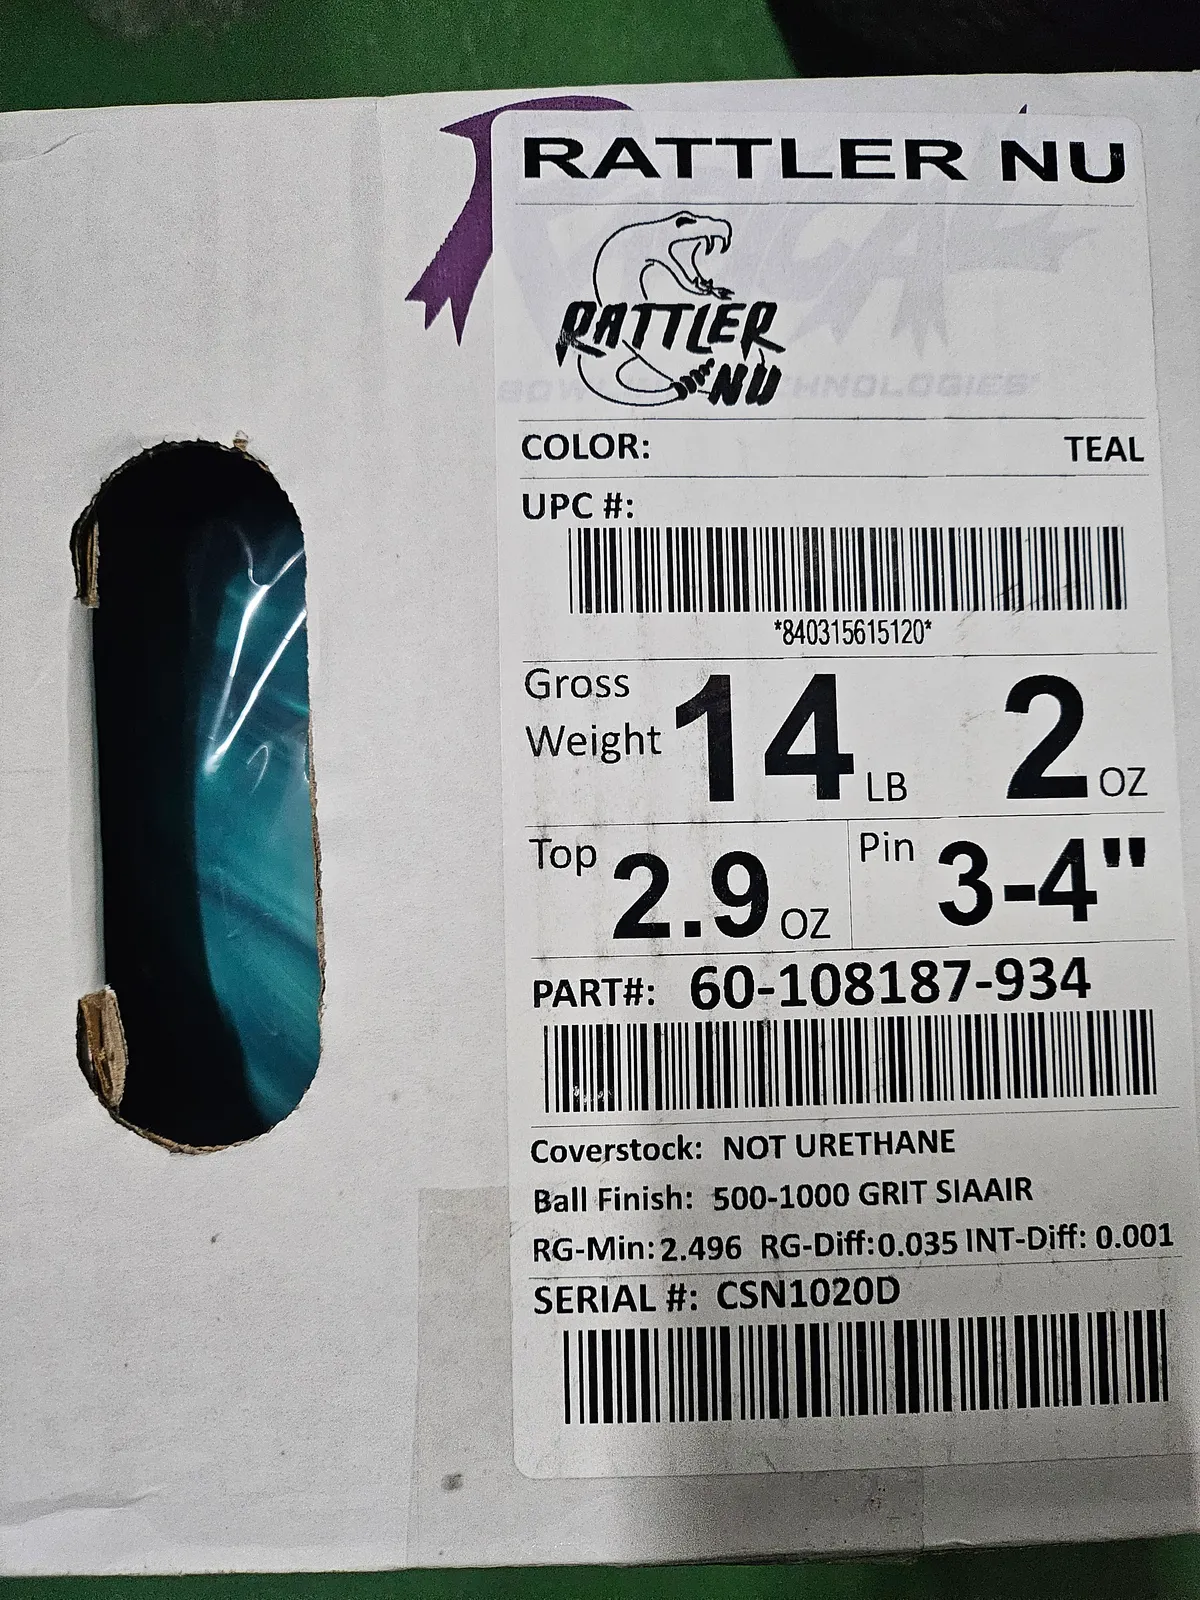 RATTLER NU
RATTLER
NU
COLOR: TEAL
UPC #:
*840315615120*
Gross Weight 14 LB 2 OZ
Top 2.9 OZ Pin 3-4"
PART#: 60-108187-934
Coverstock: NOT URETHANE
Ball Finish: 500-1000 GRIT SIAAIR
RG-Min: 2.496 RG-Diff: 0.035 INT-Diff: 0.001
SERIAL #: CSN1020D